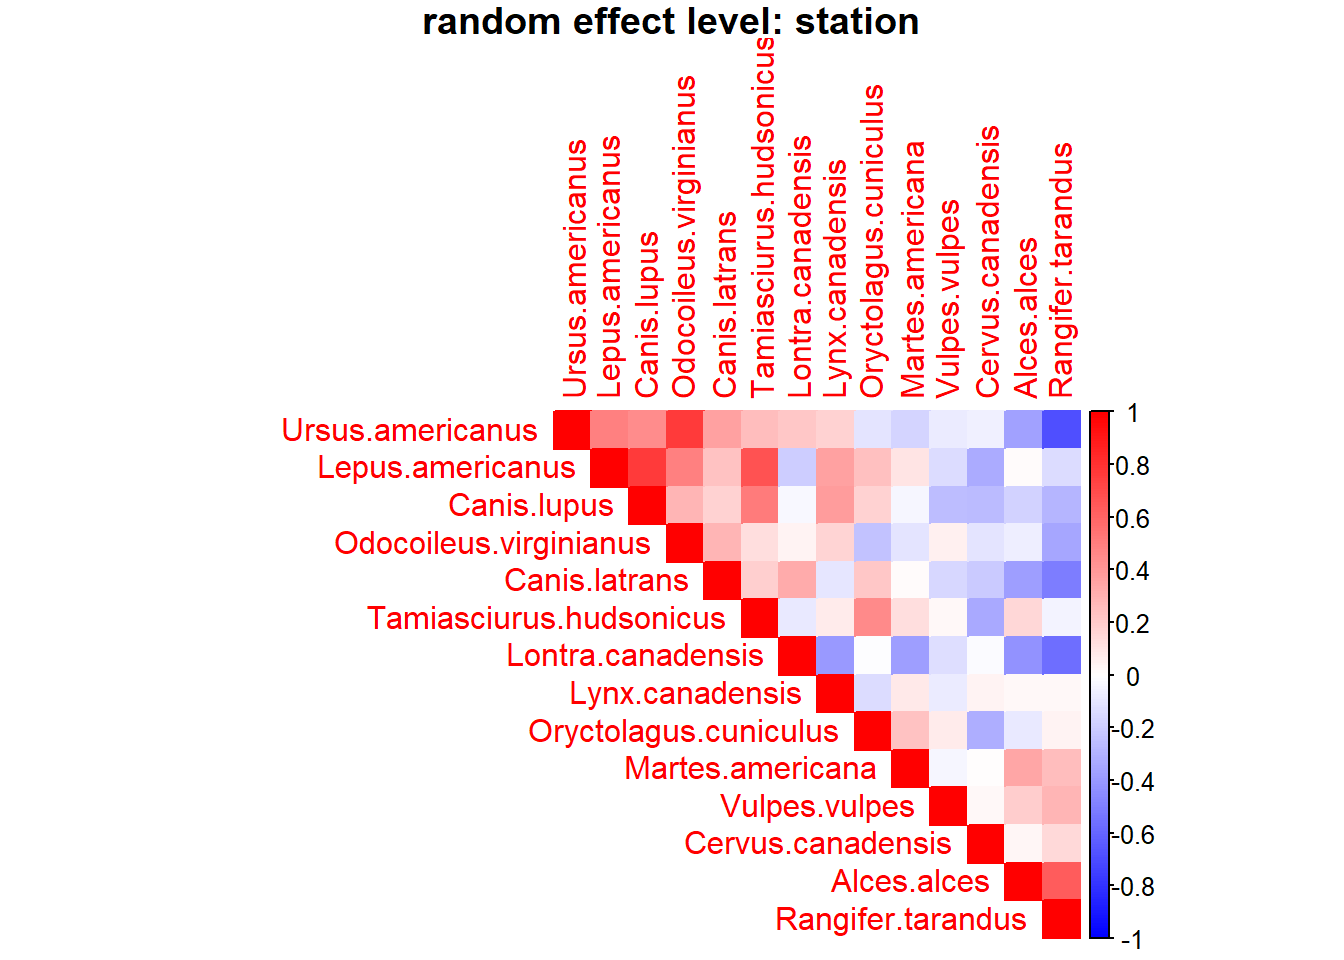 random effect level: station
Ursus.americanus
Lepus.americanus
Canis.lupus
Odocoileus.virginianus
Canis.latrans
Tamiasciurus.hudsonicus
Lontra.canadensis
Lynx.canadensis
Oryctolagus.cuniculus
Martes.americana
Vulpes.vulpes
Cervus.canadensis
Alces.alces
Rangifer.tarandus
Ursus.americanus
Lepus.americanus
Canis.lupus
Odocoileus.virginianus
Canis.latrans
Tamiasciurus.hudsonicus
Lontra.canadensis
Lynx.canadensis
Oryctolagus.cuniculus
Martes.americana
Vulpes.vulpes
Cervus.canadensis
Alces.alces
Rangifer.tarandus
1
0.8
0.6
0.4
0.2
0
-0.2
-0.4
-0.6
-0.8
-1